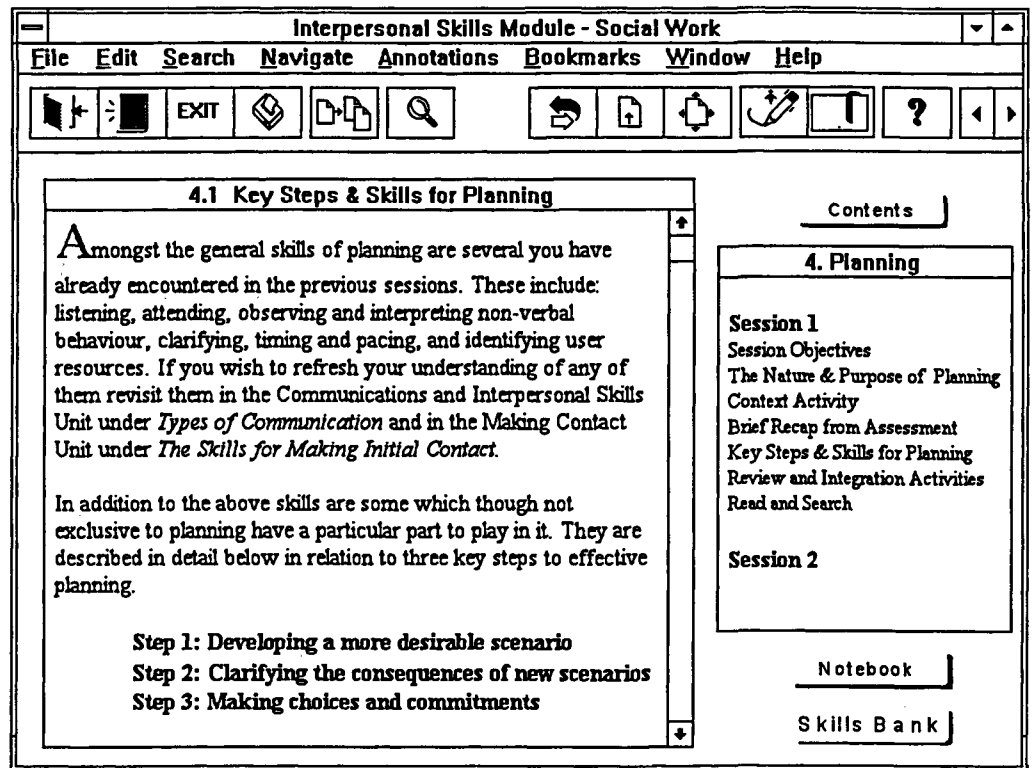 Interpersonal Skills Module - Social Work
File Edit Search Navigate Annotations Bookmarks Window Help
EXIT ?
4.1 Key Steps & Skills for Planning
Amongst the general skills of planning are several you have
already encountered in the previous sessions. These include:
listening, attending, observing and interpreting non-verbal
behaviour, clarifying, timing and pacing, and identifying user
resources. If you wish to refresh your understanding of any of
them revisit them in the Communications and Interpersonal Skills
Unit under Types of Communication and in the Making Contact
Unit under The Skills for Making Initial Contact.
In addition to the above skills are some which though not
exclusive to planning have a particular part to play in it. They are
described in detail below in relation to three key steps to effective
planning.
Step 1: Developing a more desirable scenario
Step 2: Clarifying the consequences of new scenarios
Step 3: Making choices and commitments
Contents
4. Planning
Session 1
Session Objectives
The Nature & Purpose of Planning
Context Activity
Brief Recap from Assessment
Key Steps & Skills for Planning
Review and Integration Activities
Read and Search
Session 2
Notebook
Skills Bank